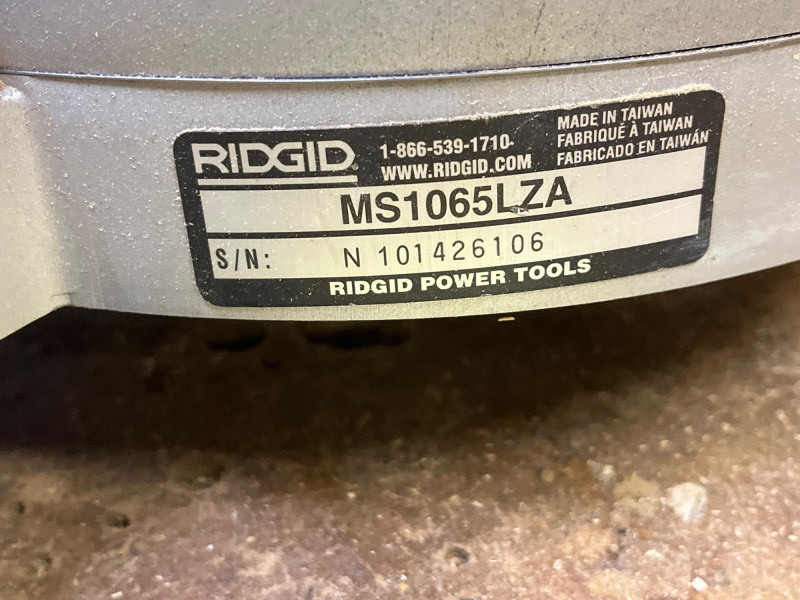 RIDGID
1-866-539-1710
WWW.RIDGID.COM
MADE IN TAIWAN
FABRIQUÉ À TAIWAN
FABRICADO EN TAIWÁN
MS1065LZA
S/N: N 101426106
RIDGID POWER TOOLS